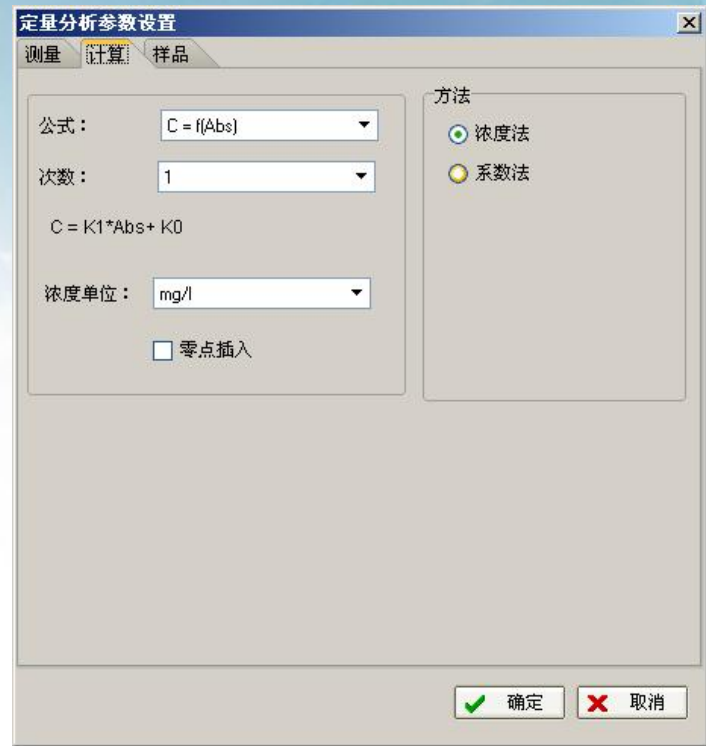 定量分析参数设置
测量 计算 样品
公式： C = f(Abs)
次数： 1
C = K1*Abs+ K0
浓度单位： mg/l
零点插入
方法
浓度法
系数法
确定 取消